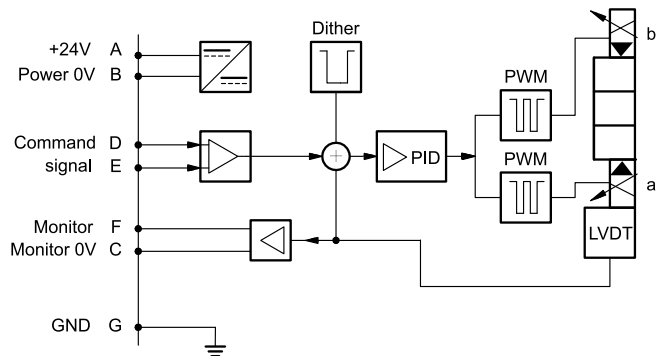 Dither
+24V A
Power 0V B
b
PWM
Command D
signal E
PID
PWM
a
Monitor F
Monitor 0V C
LVDT
GND G